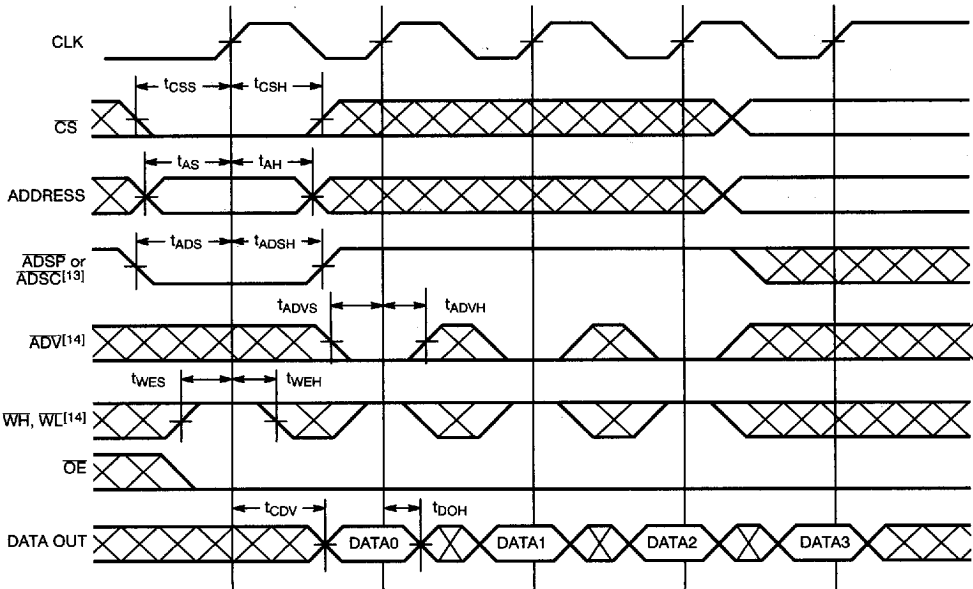 CLK
tCSS
tCSH
CS
tAS
tAH
ADDRESS
tADS
tADSH
ADSP or
ADSC[13]
tADVS
tADVH
ADV[14]
tWES
tWEH
WH, WL[14]
OE
tCDV
tDOH
DATA OUT
DATA0
DATA1
DATA2
DATA3